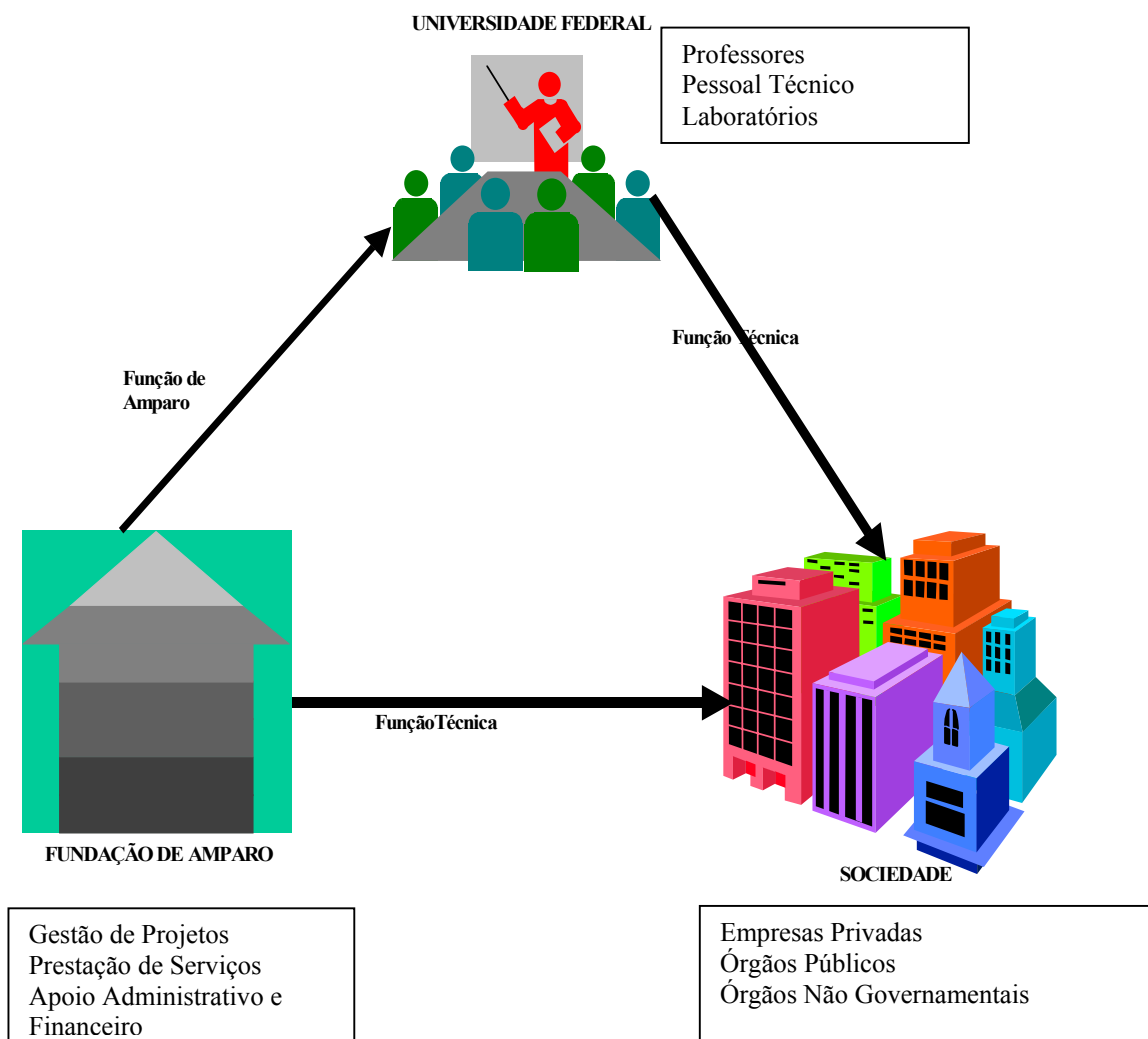 UNIVERSIDADE FEDERAL
Professores
Pessoal Técnico
Laboratórios
Função Técnica
Função de
Amparo
FunçãoTécnica
FUNDAÇÃO DE AMPARO
SOCIEDADE
Gestão de Projetos
Prestação de Serviços
Apoio Administrativo e
Financeiro
Empresas Privadas
Órgãos Públicos
Órgãos Não Governamentais